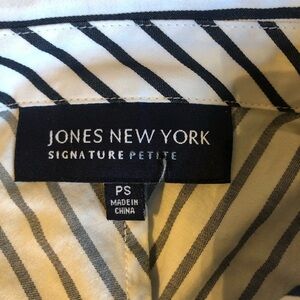 JONES NEW YORK
SIGNATURE PETITE
PS
MADE IN
CHINA